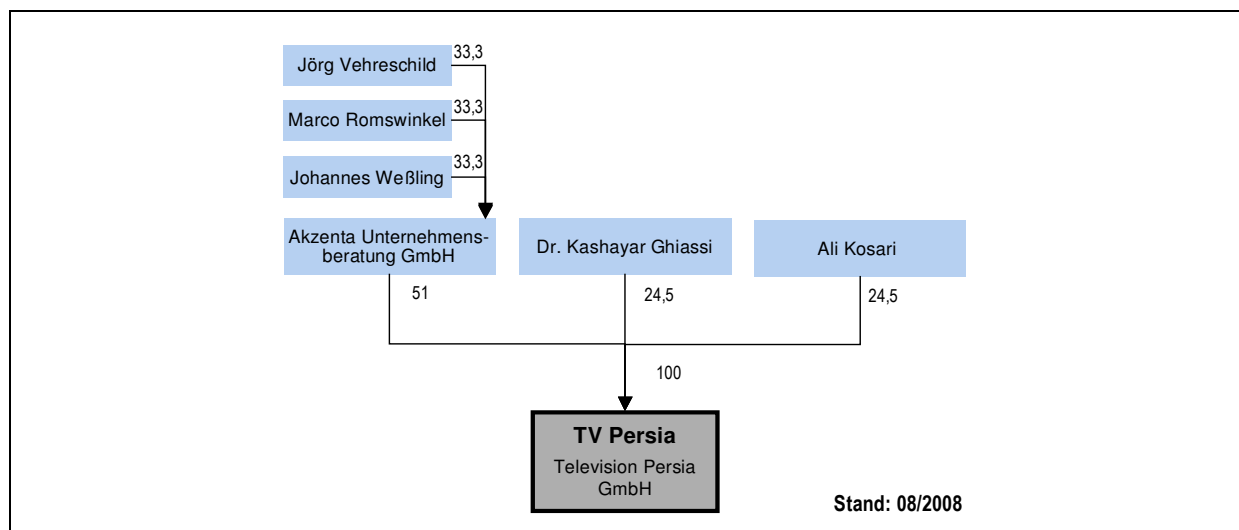 Jörg Vehreschild
33,3
Marco Romswinkel
33,3
Johannes Weßling
33,3
Akzenta Unternehmens-
beratung GmbH
Dr. Kashayar Ghiassi
Ali Kosari
51
24,5
24,5
100
TV Persia
Television Persia
GmbH
Stand: 08/2008